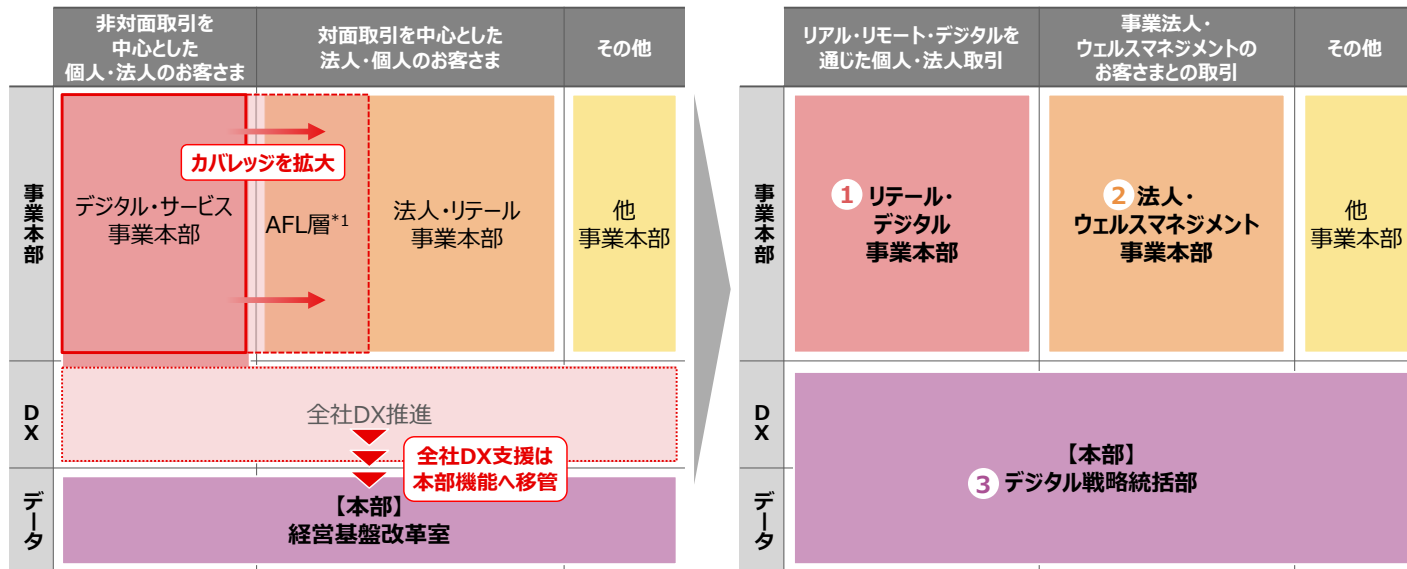 非対面取引を
中心とした
個人・法人のお客さま
対面取引を中心とした
法人・個人のお客さま
その他
事業本部
デジタル・サービス
事業本部
カバレッジを拡大
AFL層*1
法人・リテール
事業本部
他
事業本部
DX
全社DX推進
全社DX支援は
本部機能へ移管
データ
【本部】
経営基盤改革室
リアル・リモート・デジタルを
通じた個人・法人取引
事業法人・
ウェルスマネジメントの
お客さまとの取引
その他
事業本部
1 リテール・
デジタル
事業本部
2 法人・
ウェルスマネジメント
事業本部
他
事業本部
DX
データ
【本部】
3 デジタル戦略統括部